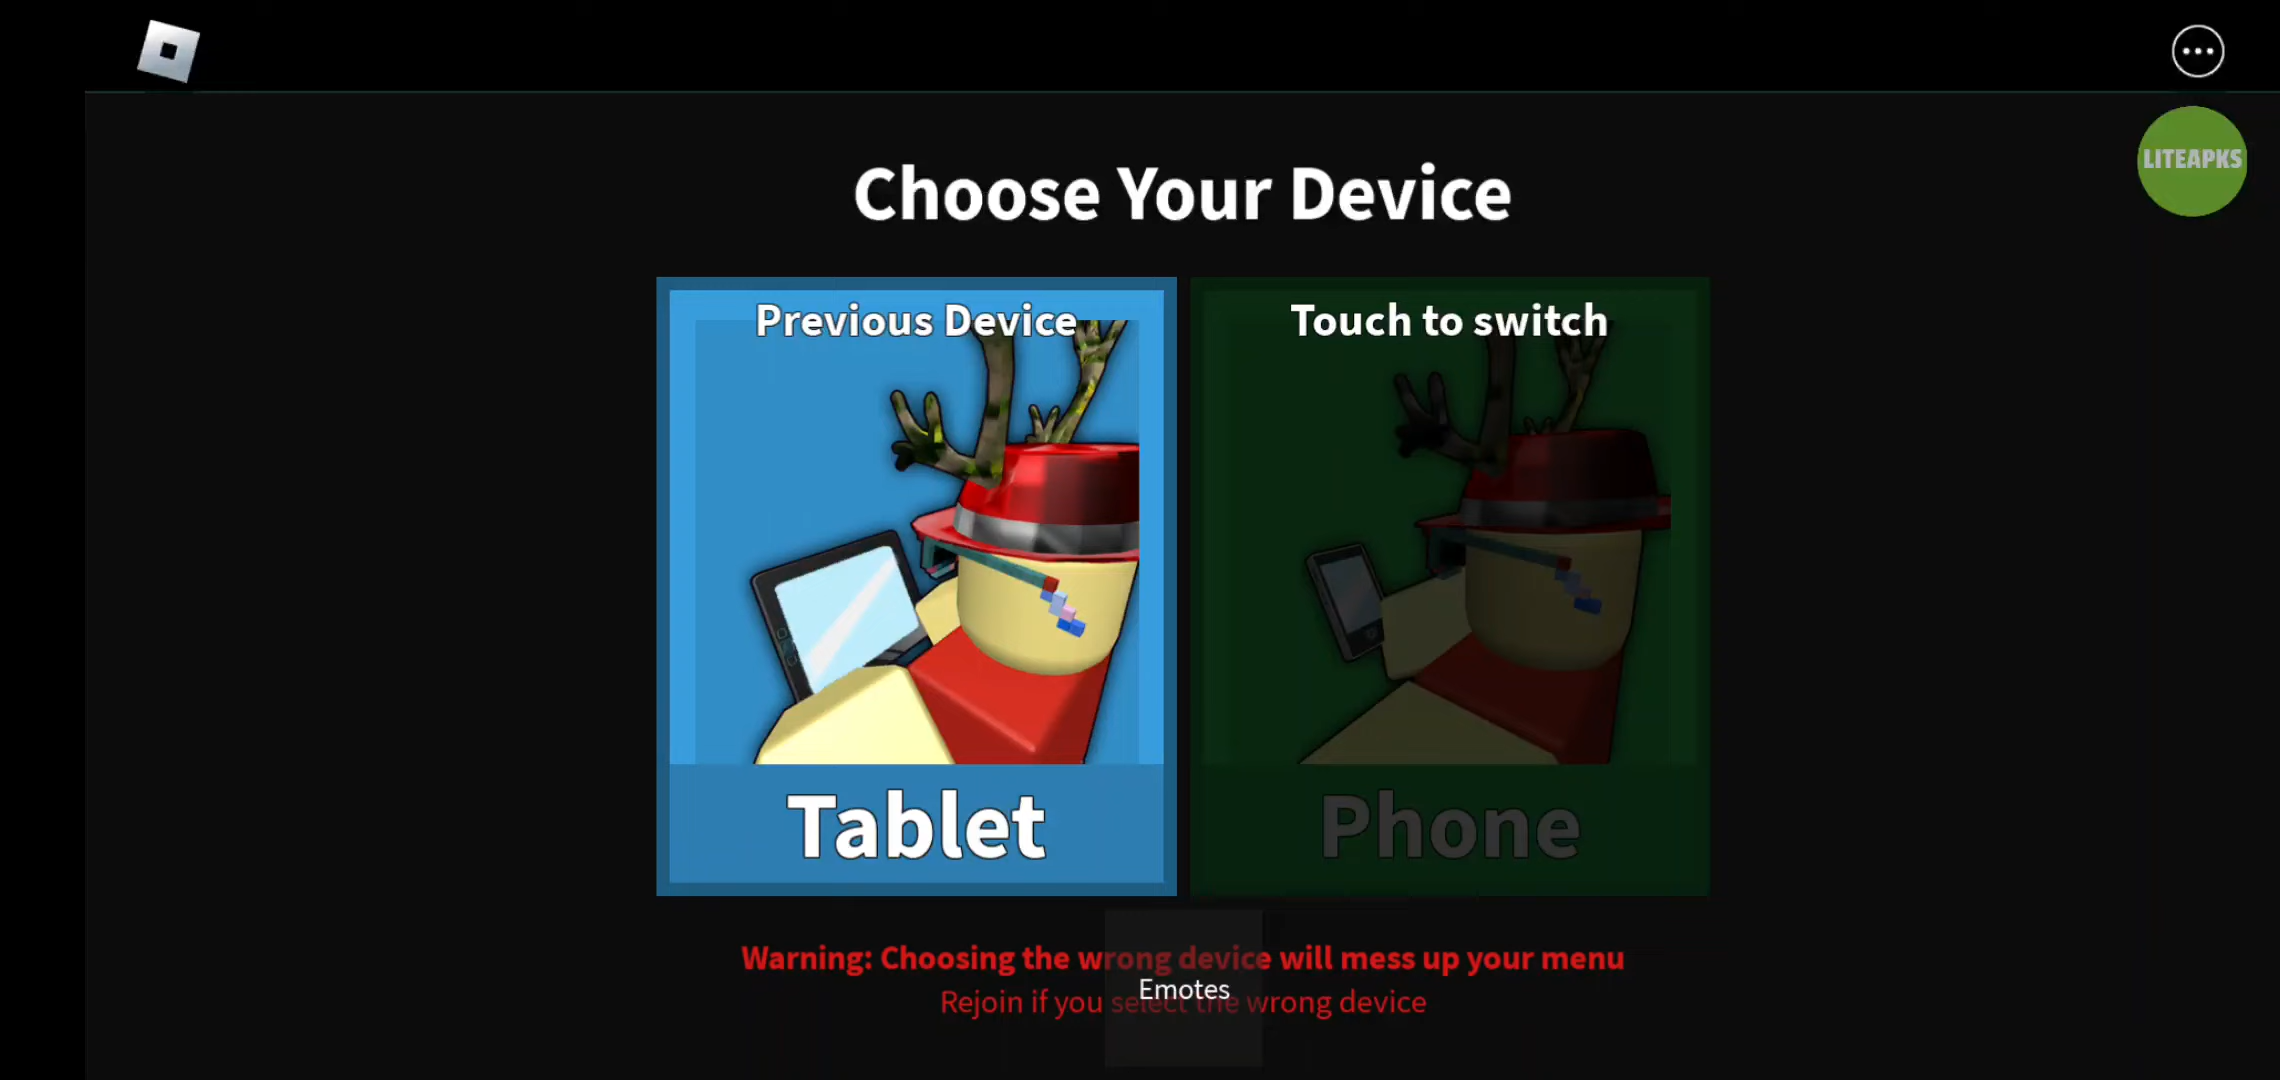 LITEAPKS
Choose Your Device
Previous Device
Touch to switch
Tablet
Phone
Warning: Choosing the wrong device will mess up your menu
Emotes
Rejoin if you select the wrong device